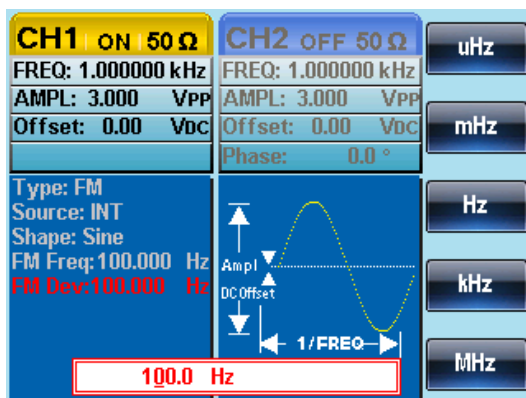 CH1 ON 50 Ω
FREQ: 1.000000 kHz
AMPL: 3.000 VPP
Offset: 0.00 VDC
CH2 OFF 50 Ω
FREQ: 1.000000 kHz
AMPL: 3.000 VPP
Offset: 0.00 VDC
Phase: 0.0 °
Type: FM
Source: INT
Shape: Sine
FM Freq:100.000 Hz
FM Dev:100.000 Hz
Ampl
DC Offset
1/FREQ
100.0 Hz
uHz
mHz
Hz
kHz
MHz